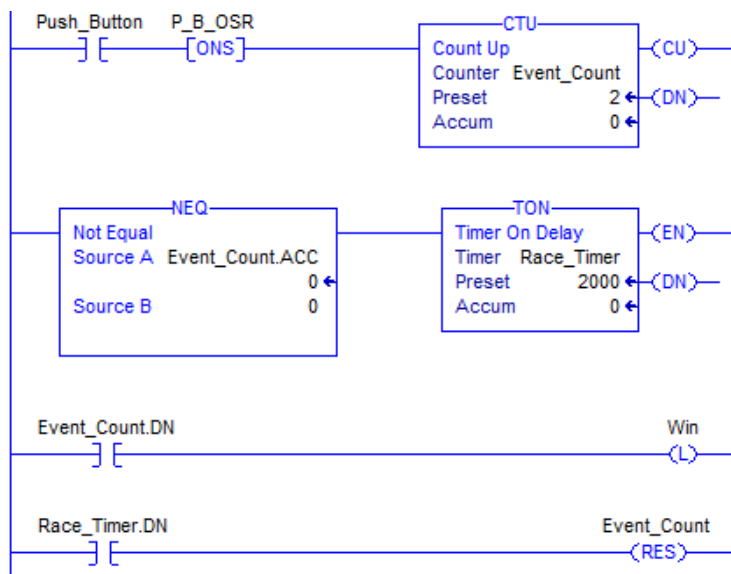 Push_Button P_B_OSR
ONS
CTU
Count Up
Counter Event_Count
Preset 2
Accum 0
CU
DN
NEQ
Not Equal
Source A Event_Count.ACC
0
Source B 0
TON
Timer On Delay
Timer Race_Timer
Preset 2000
Accum 0
EN
DN
Event_Count.DN Win
L
Race_Timer.DN Event_Count
RES